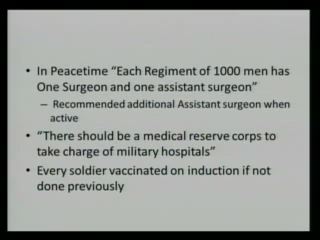 • In Peacetime “Each Regiment of 1000 men has
One Surgeon and one assistant surgeon”
– Recommended additional Assistant surgeon when
active
• “There should be a medical reserve corps to
take charge of military hospitals”
• Every soldier vaccinated on induction if not
done previously